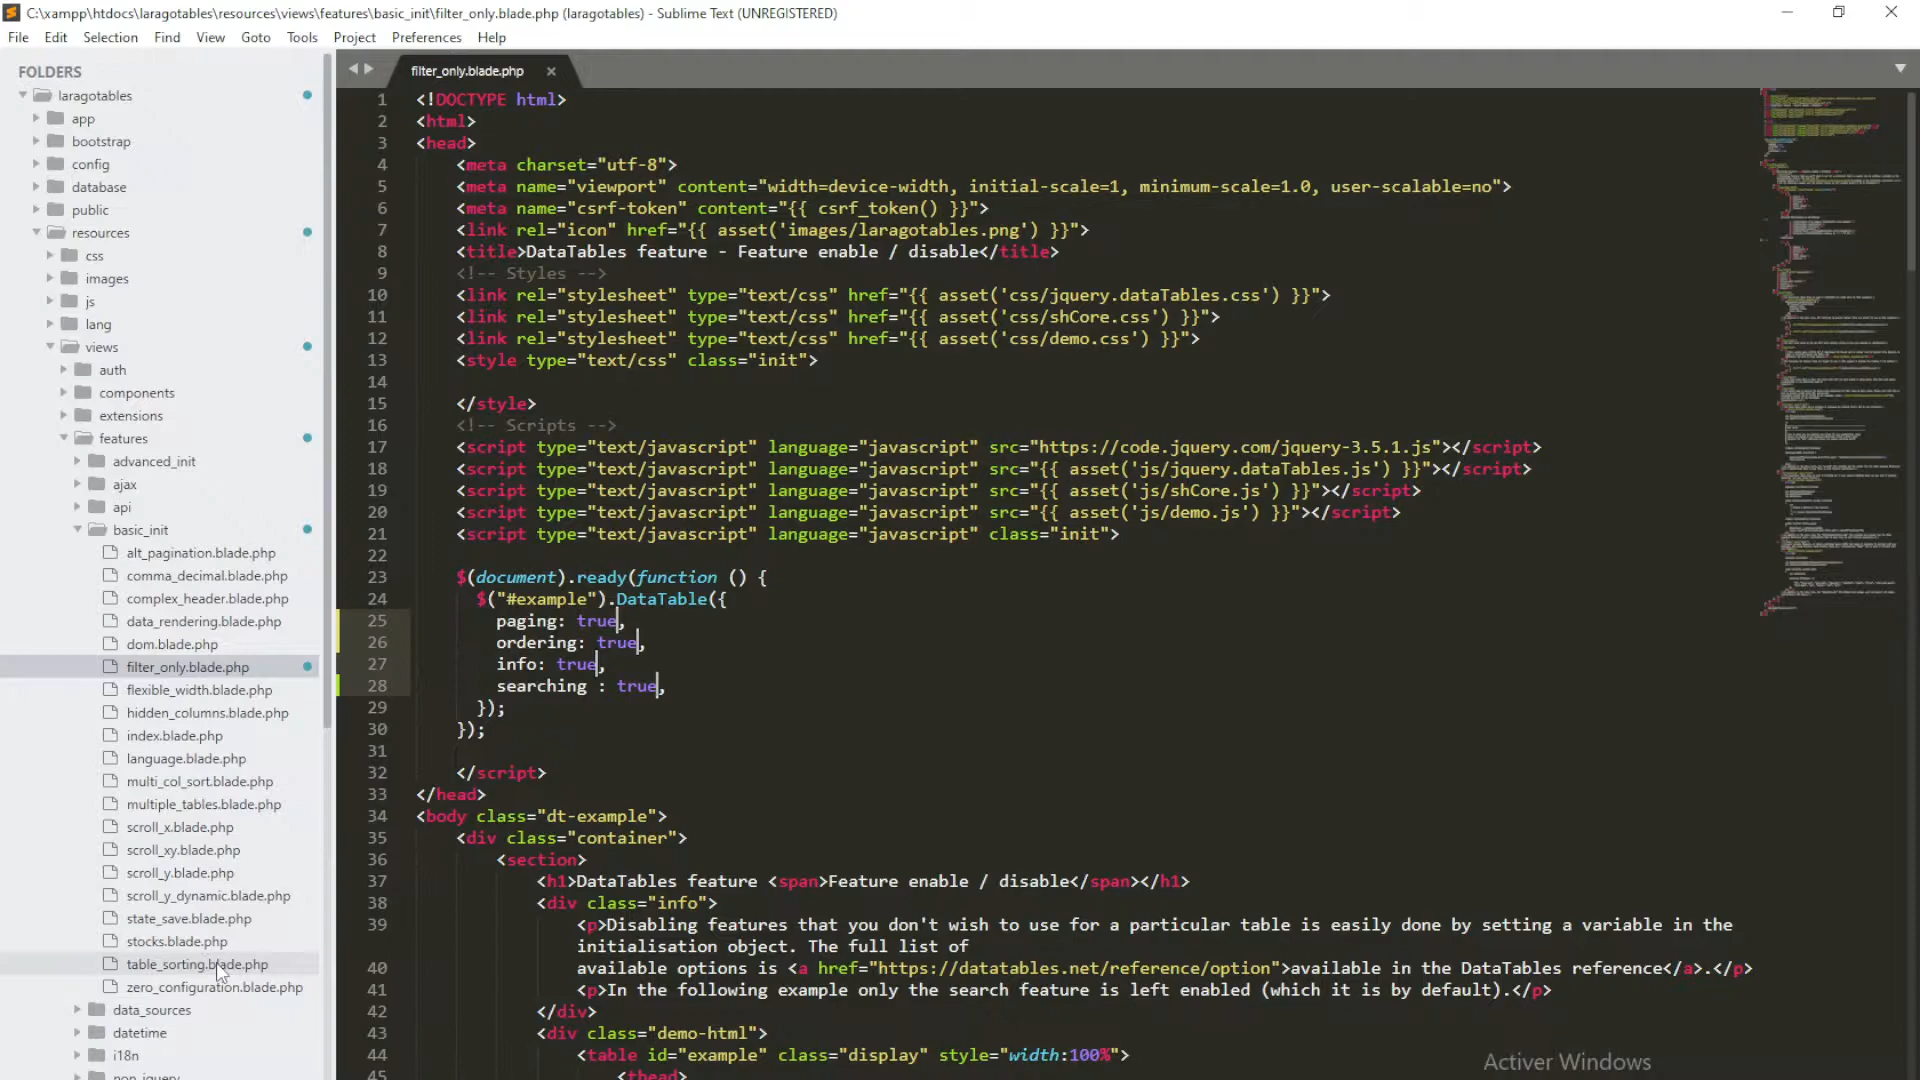 C:\xampp\htdocs\laragotables\resources\views\features\basic_init\filter_only.blade.php (laragotables) - Sublime Text (UNREGISTERED)
File Edit Selection Find View Goto Tools Project Preferences Help
FOLDERS
laragotables
app
bootstrap
config
database
public
resources
css
images
js
lang
views
auth
components
extensions
features
advanced_init
ajax
api
basic_init
alt_pagination.blade.php
comma_decimal.blade.php
complex_header.blade.php
data_rendering.blade.php
dom.blade.php
filter_only.blade.php
flexible_width.blade.php
hidden_columns.blade.php
index.blade.php
language.blade.php
multi_col_sort.blade.php
multiple_tables.blade.php
scroll_x.blade.php
scroll_xy.blade.php
scroll_y.blade.php
scroll_y_dynamic.blade.php
state_save.blade.php
stocks.blade.php
table_sorting.blade.php
zero_configuration.blade.php
data_sources
datetime
i18n
non_jquery
filter_only.blade.php
1 <!DOCTYPE html>
2 <html>
3 <head>
4 <meta charset="utf-8">
5 <meta name="viewport" content="width=device-width, initial-scale=1, minimum-scale=1.0, user-scalable=no">
6 <meta name="csrf-token" content="{{ csrf_token() }}">
7 <link rel="icon" href="{{ asset('images/laragotables.png') }}">
8 <title>DataTables feature - Feature enable / disable</title>
9 <!-- Styles -->
10 <link rel="stylesheet" type="text/css" href="{{ asset('css/jquery.dataTables.css') }}">
11 <link rel="stylesheet" type="text/css" href="{{ asset('css/shCore.css') }}">
12 <link rel="stylesheet" type="text/css" href="{{ asset('css/demo.css') }}">
13 <style type="text/css" class="init">
14
15 </style>
16 <!-- Scripts -->
17 <script type="text/javascript" language="javascript" src="https://code.jquery.com/jquery-3.5.1.js"></script>
18 <script type="text/javascript" language="javascript" src="{{ asset('js/jquery.dataTables.js') }}"></script>
19 <script type="text/javascript" language="javascript" src="{{ asset('js/shCore.js') }}"></script>
20 <script type="text/javascript" language="javascript" src="{{ asset('js/demo.js') }}"></script>
21 <script type="text/javascript" language="javascript" class="init">
22
23 $(document).ready(function () {
24 $("#example").DataTable({
25 paging: true,
26 ordering: true,
27 info: true,
28 searching : true,
29 });
30 });
31
32 </script>
33 </head>
34 <body class="dt-example">
35 <div class="container">
36 <section>
37 <h1>DataTables feature <span>Feature enable / disable</span></h1>
38 <div class="info">
39 <p>Disabling features that you don't wish to use for a particular table is easily done by setting a variable in the
initialisation object. The full list of
40 available options is <a href="https://datatables.net/reference/option">available in the DataTables reference</a>.</p>
41 <p>In the following example only the search feature is left enabled (which it is by default).</p>
42 </div>
43 <div class="demo-html">
44 <table id="example" class="display" style="width:100%">
45 <thead>
Activer Windows